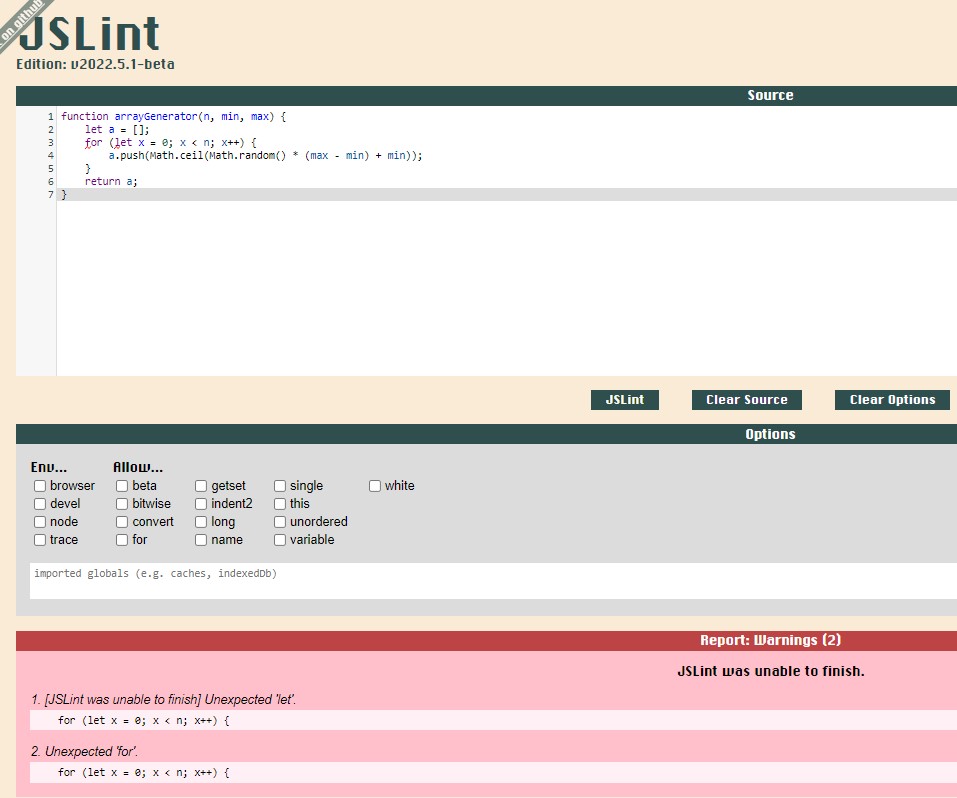 on github
JSLint
Edition: v2022.5.1-beta
Source
1 function arrayGenerator(n, min, max) {
2     let a = [];
3     for (let x = 0; x < n; x++) {
4         a.push(Math.ceil(Math.random() * (max - min) + min));
5     }
6     return a;
7 }
JSLint Clear Source Clear Options
Options
Env... Allow...
browser beta getset single white
devel bitwise indent2 this
node convert long unordered
trace for name variable
imported globals (e.g. caches, indexedDb)
Report: Warnings (2)
JSLint was unable to finish.
1. [JSLint was unable to finish] Unexpected 'let'.
for (let x = 0; x < n; x++) {
2. Unexpected 'for'.
for (let x = 0; x < n; x++) {